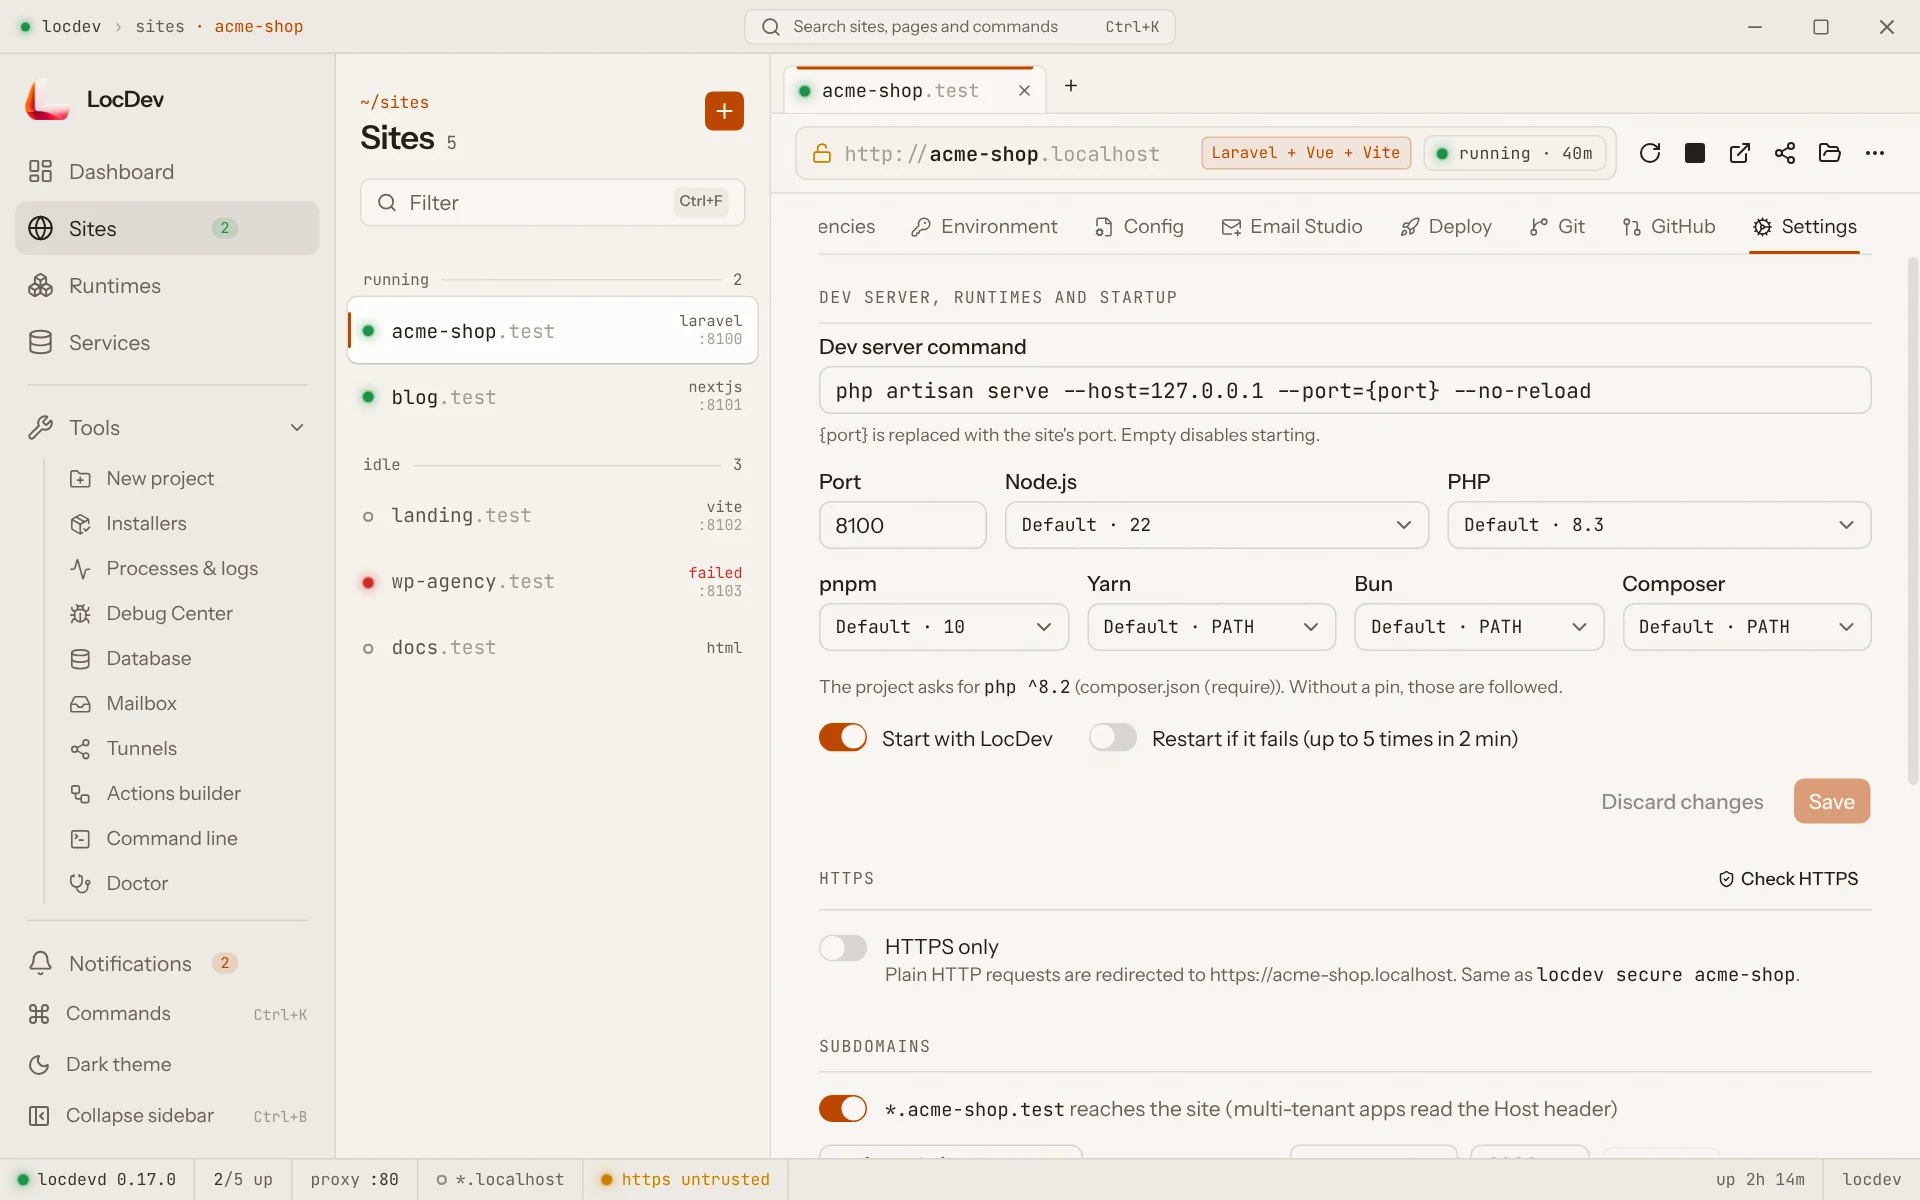 locdev › sites · acme-shop
Search sites, pages and commands Ctrl+K
LocDev
Dashboard
Sites 2
Runtimes
Services
Tools
New project
Installers
Processes & logs
Debug Center
Database
Mailbox
Tunnels
Actions builder
Command line
Doctor
Notifications 2
Commands Ctrl+K
Dark theme
Collapse sidebar Ctrl+B
~/sites
Sites 5
Filter Ctrl+F
running 2
acme-shop.test laravel :8100
blog.test nextjs :8101
idle 3
landing.test vite :8102
wp-agency.test failed :8103
docs.test html
acme-shop.test
http://acme-shop.localhost Laravel + Vue + Vite running · 40m
encies Environment Config Email Studio Deploy Git GitHub Settings
DEV SERVER, RUNTIMES AND STARTUP
Dev server command
php artisan serve --host=127.0.0.1 --port={port} --no-reload
{port} is replaced with the site's port. Empty disables starting.
Port Node.js PHP
8100 Default · 22 Default · 8.3
pnpm Yarn Bun Composer
Default · 10 Default · PATH Default · PATH Default · PATH
The project asks for php ^8.2 (composer.json (require)). Without a pin, those are followed.
Start with LocDev Restart if it fails (up to 5 times in 2 min)
Discard changes Save
HTTPS Check HTTPS
HTTPS only
Plain HTTP requests are redirected to https://acme-shop.localhost. Same as locdev secure acme-shop.
SUBDOMAINS
*.acme-shop.test reaches the site (multi-tenant apps read the Host header)
locdevd 0.17.0 2/5 up proxy :80 *.localhost https untrusted up 2h 14m locdev